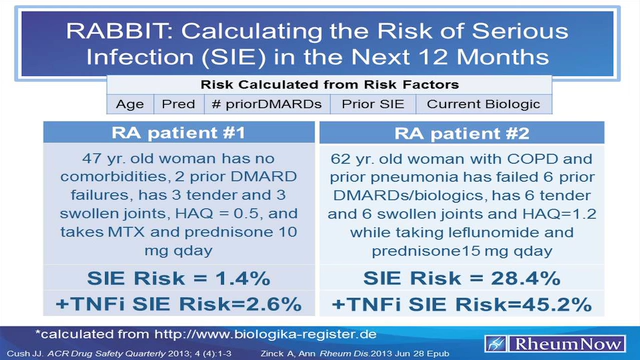 RABBIT: Calculating the Risk of Serious
Infection (SIE) in the Next 12 Months
Risk Calculated from Risk Factors
Age Pred # priorDMARDs Prior SIE Current Biologic
RA patient #1
47 yr. old woman has no
comorbidities, 2 prior DMARD
failures, has 3 tender and 3
swollen joints, HAQ = 0.5, and
takes MTX and prednisone 10
mg qday
SIE Risk = 1.4%
+TNFi SIE Risk=2.6%
RA patient #2
62 yr. old woman with COPD and
prior pneumonia has failed 6 prior
DMARDs/biologics, has 6 tender
and 6 swollen joints and HAQ=1.2
while taking leflunomide and
prednisone15 mg qday
SIE Risk = 28.4%
+TNFi SIE Risk=45.2%
*calculated from http://www.biologika-register.de
Cush JJ. ACR Drug Safety Quarterly 2013; 4 (4):1-3 Zinck A, Ann Rheum Dis.2013 Jun 28 Epub
RheumNow